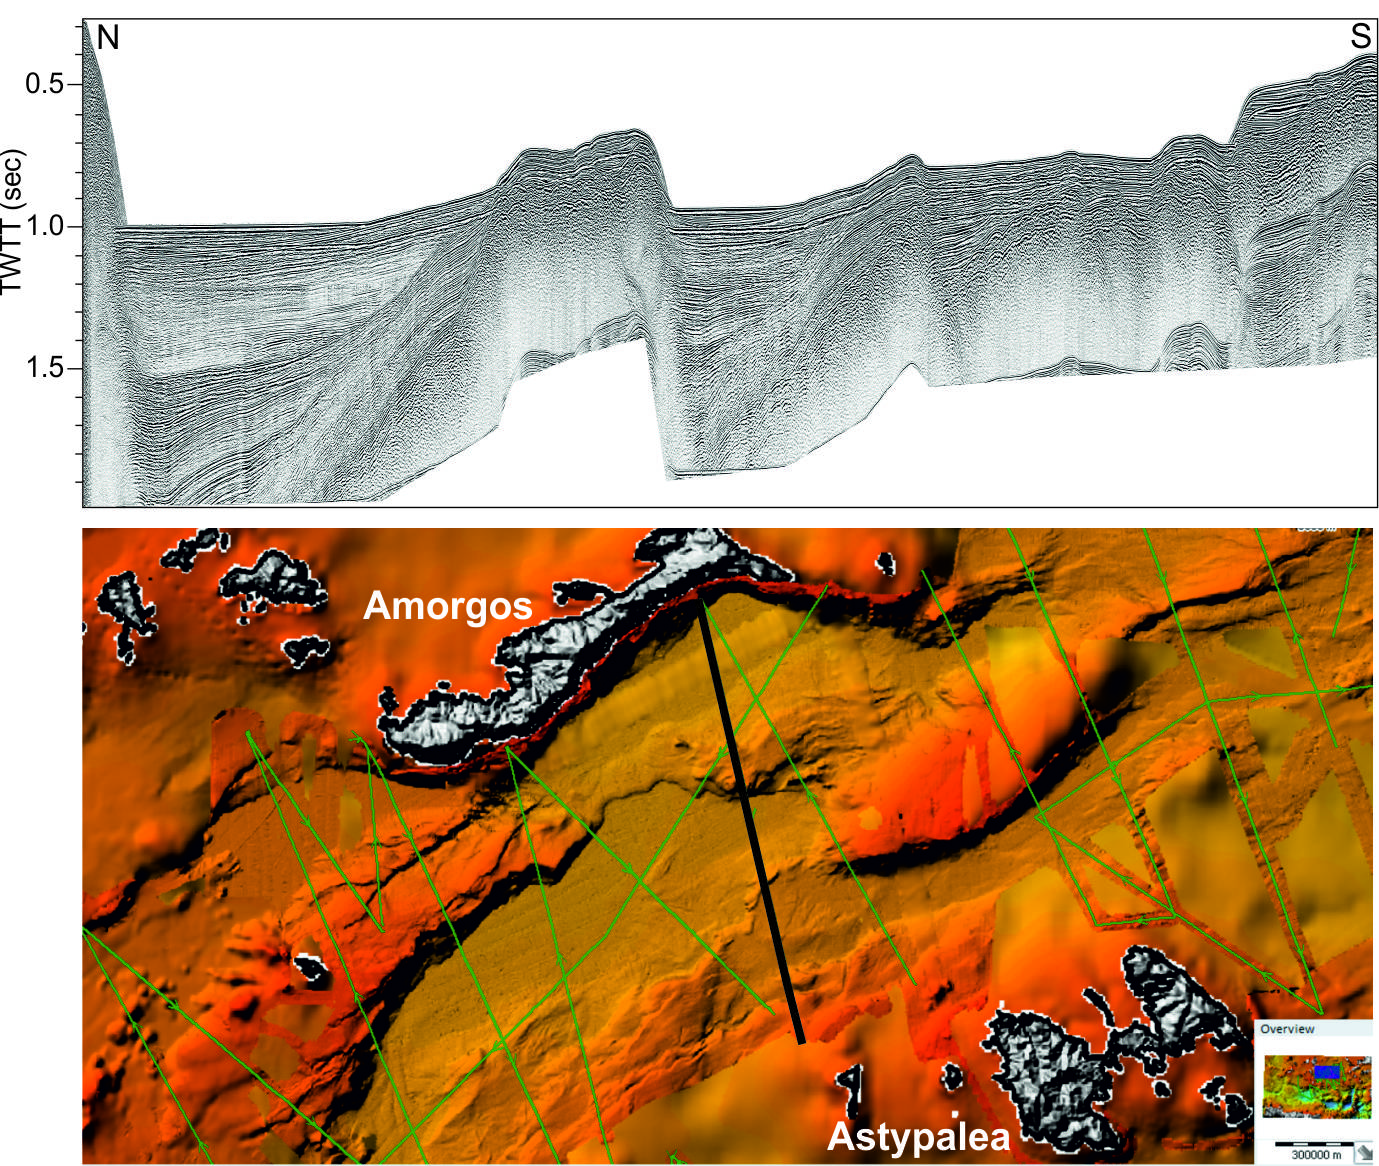 N
S
0.5
1.0
1.5
TWTT (sec)
Amorgos
Astypalea
Overview
300000 m